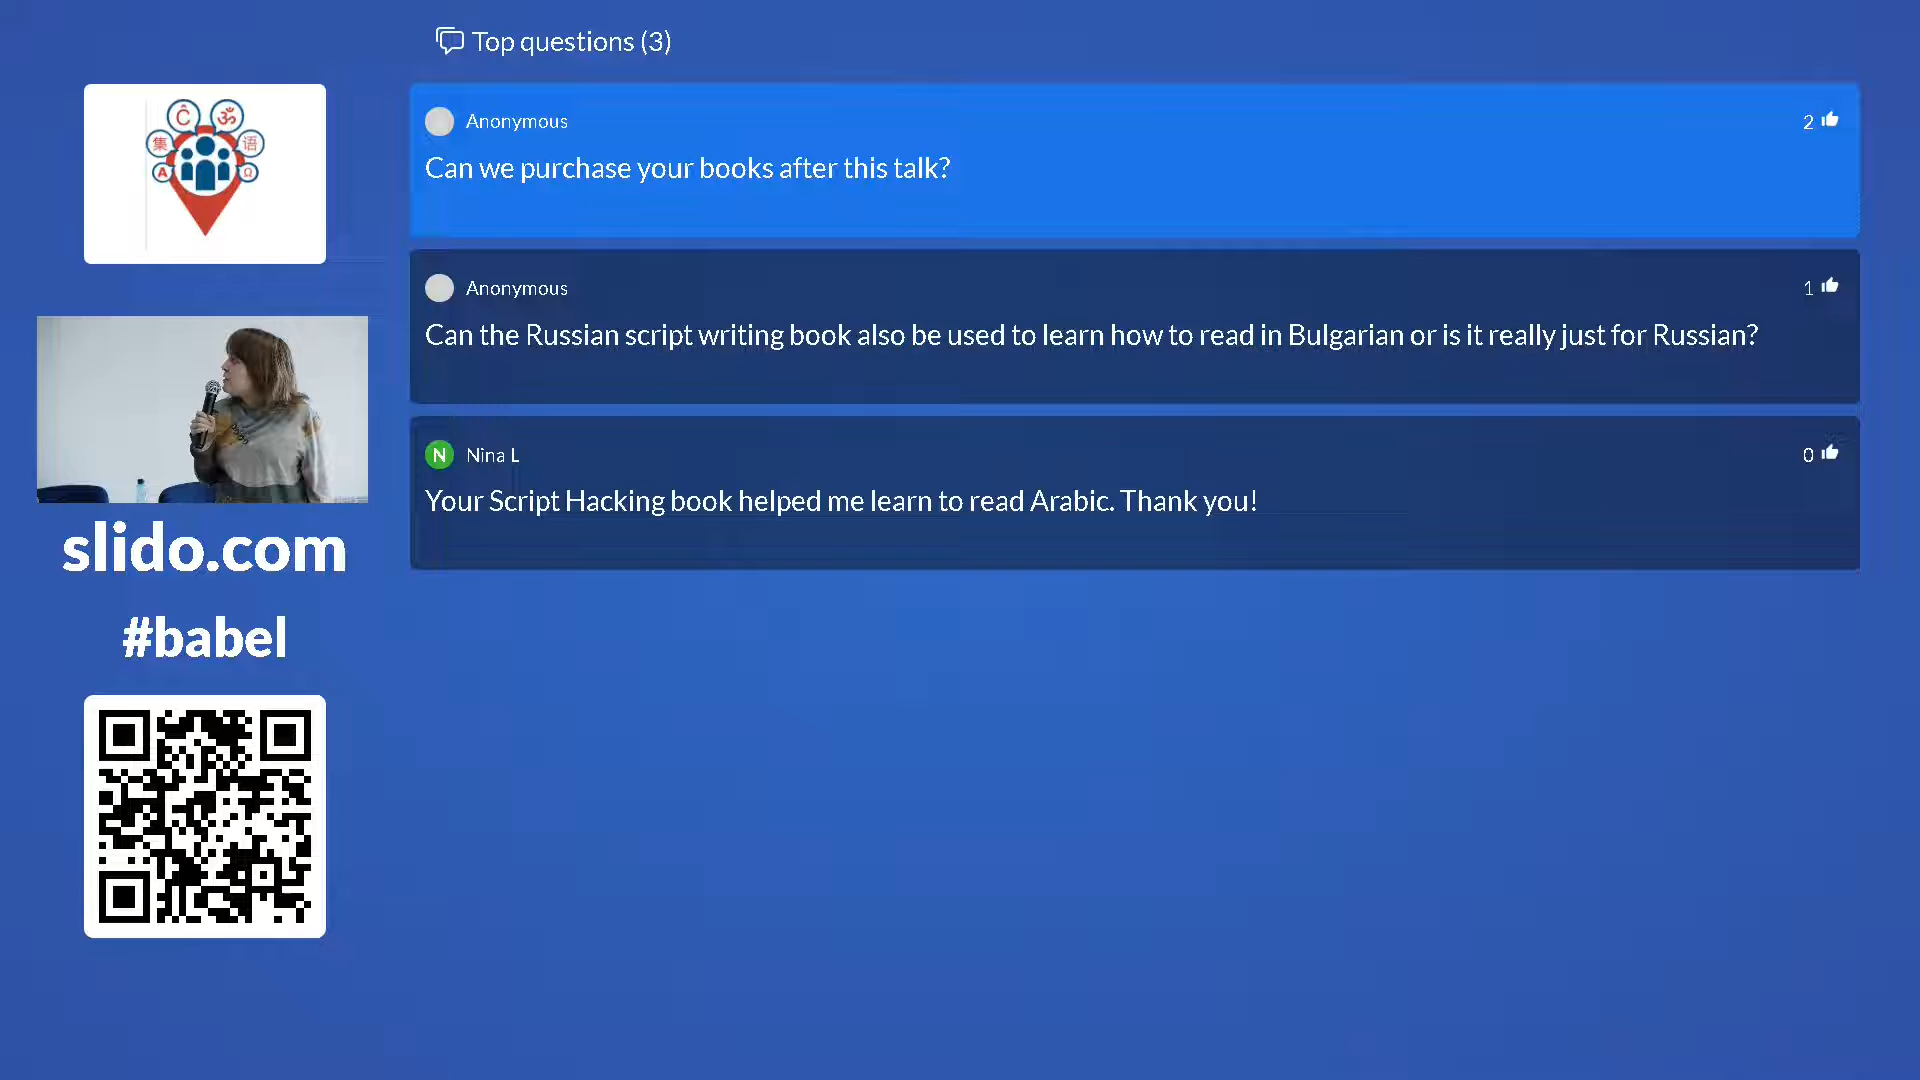 Top questions (3)
Ĉ ॐ
集 语
A Ω
Anonymous
2
Can we purchase your books after this talk?
Anonymous
1
Can the Russian script writing book also be used to learn how to read in Bulgarian or is it really just for Russian?
N Nina L
0
Your Script Hacking book helped me learn to read Arabic. Thank you!
slido.com
#babel